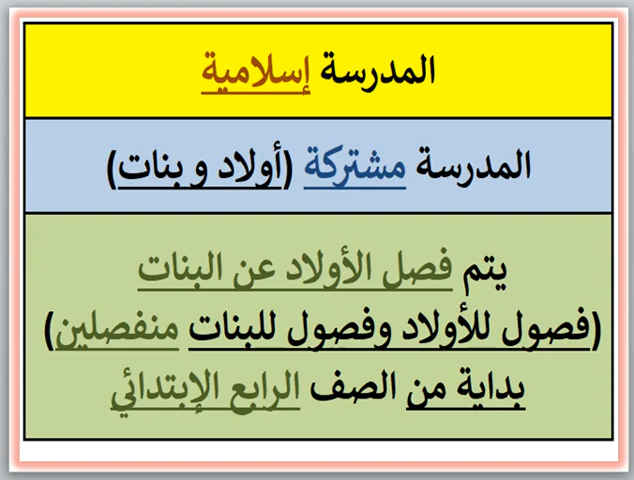 المدرسة إسلامية
المدرسة مشتركة (أولاد و بنات)
يتم فصل الأولاد عن البنات
(فصول للأولاد وفصول للبنات منفصلين)
بداية من الصف الرابع الإبتدائي